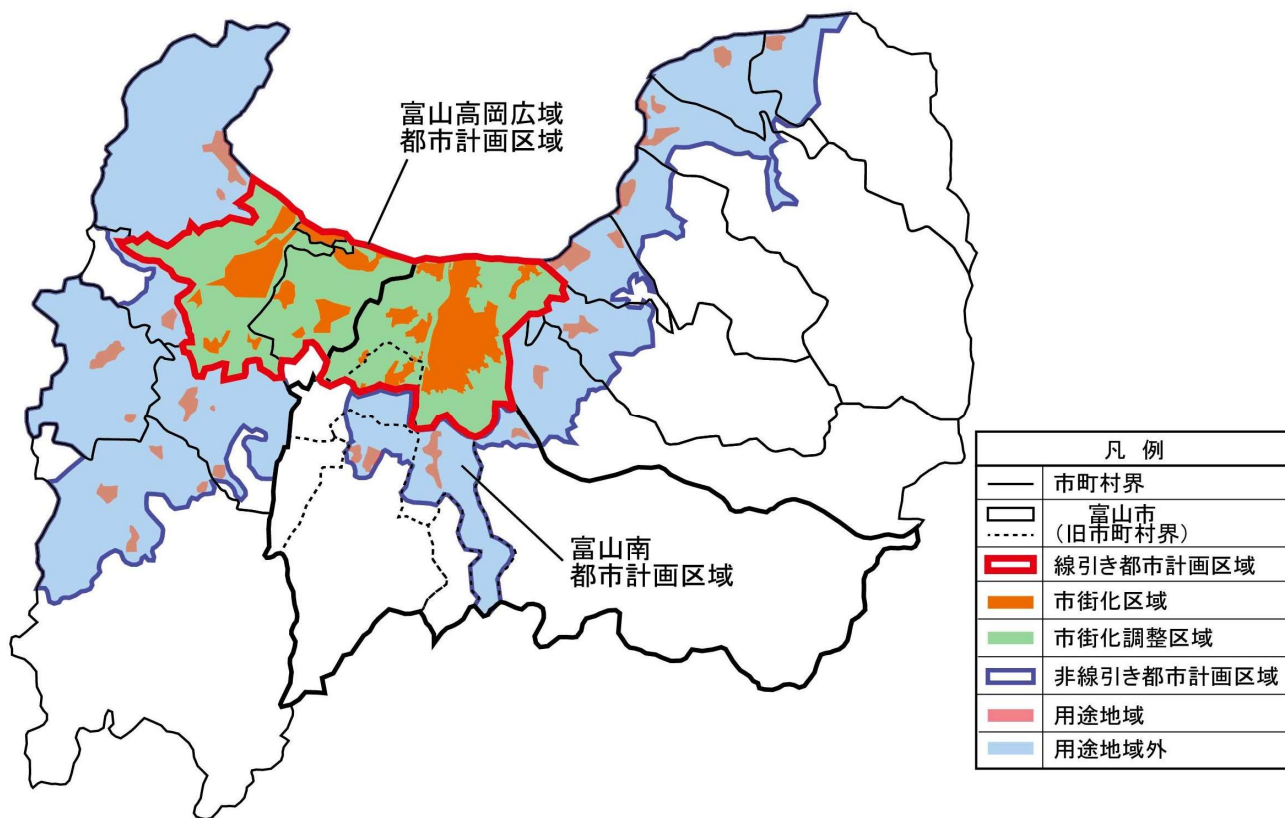 富山高岡広域
都市計画区域
富山南
都市計画区域
凡例
市町村界
富山市
(旧市町村界)
線引き都市計画区域
市街化区域
市街化調整区域
非線引き都市計画区域
用途地域
用途地域外